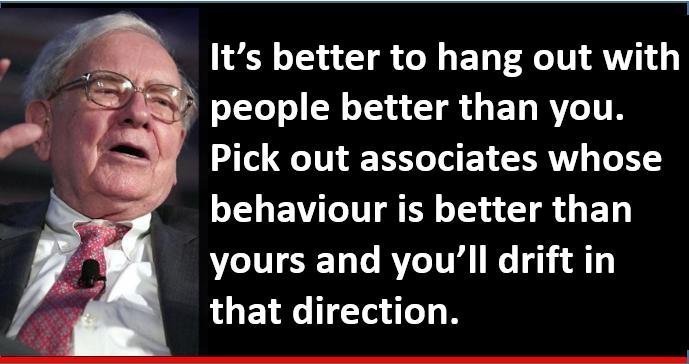 It’s better to hang out with
people better than you.
Pick out associates whose
behaviour is better than
yours and you’ll drift in
that direction.